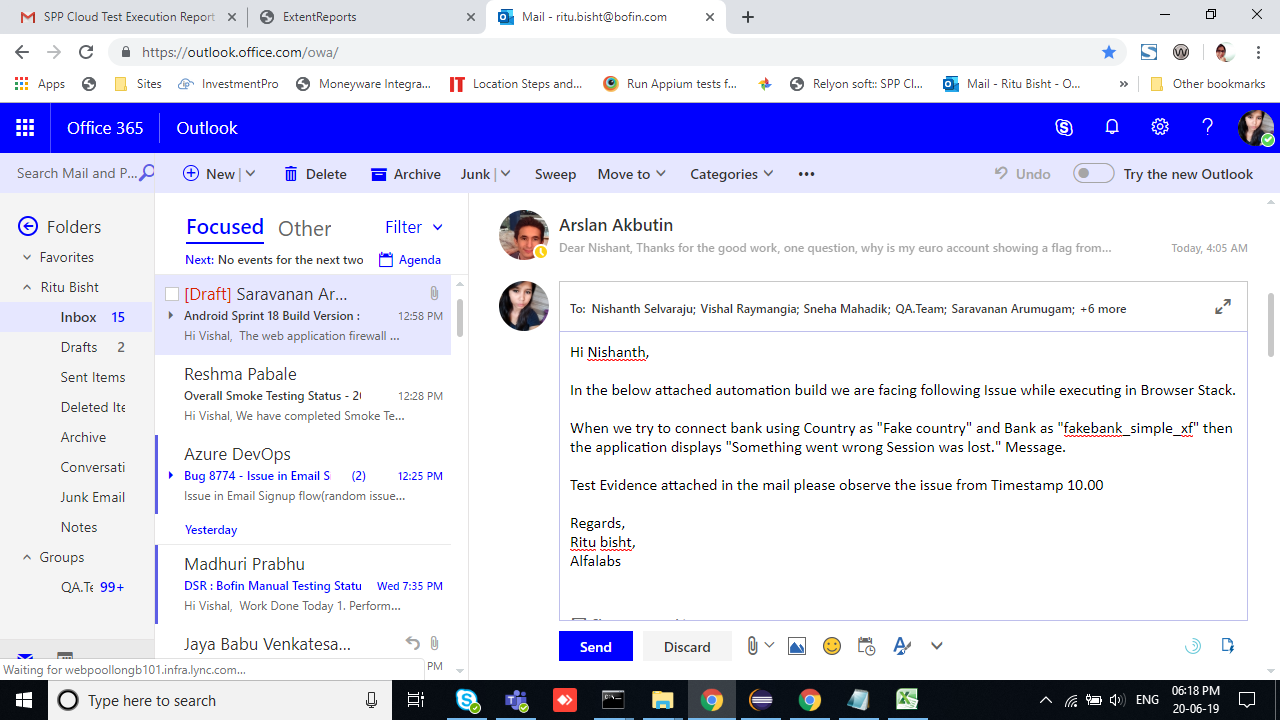 SPP Cloud Test Execution Report
ExtentReports
Mail - ritu.bisht@bofin.com
https://outlook.office.com/owa/
Apps
Sites
InvestmentPro
Moneyware Integra...
Location Steps and...
Run Appium tests f...
Relyon soft:: SPP Cl...
Mail - Ritu Bisht - O...
»
Other bookmarks
Office 365
Outlook
Search Mail and P...
New
Delete
Archive
Junk
Sweep
Move to
Categories
Undo
Try the new Outlook
Folders
Favorites
Ritu Bisht
Inbox 15
Drafts 2
Sent Items
Deleted Ite
Archive
Conversati
Junk Email
Notes
Groups
QA.Te 99+
Focused Other Filter
Next: No events for the next two Agenda
[Draft] Saravanan Ar...
Android Sprint 18 Build Version : 12:58 PM
Hi Vishal, The web application firewall ...
Reshma Pabale
Overall Smoke Testing Status - 20 12:28 PM
Hi Vishal, We have completed Smoke Te...
Azure DevOps
Bug 8774 - Issue in Email Si (2) 12:25 PM
Issue in Email Signup flow(random issue...
Yesterday
Madhuri Prabhu
DSR : Bofin Manual Testing Statu Wed 7:35 PM
Hi Vishal, Work Done Today 1. Perform...
Jaya Babu Venkatesa...
PM
Arslan Akbutin
Dear Nishant, Thanks for the good work, one question, why is my euro account showing a flag from... Today, 4:05 AM
To: Nishanth Selvaraju; Vishal Raymangia; Sneha Mahadik; QA.Team; Saravanan Arumugam; +6 more
Hi Nishanth,
In the below attached automation build we are facing following Issue while executing in Browser Stack.
When we try to connect bank using Country as "Fake country" and Bank as "fakebank_simple_xf" then
the application displays "Something went wrong Session was lost." Message.
Test Evidence attached in the mail please observe the issue from Timestamp 10.00
Regards,
Ritu bisht,
Alfalabs
Send
Discard
Waiting for webpoollongb101.infra.lync.com...
Type here to search
ENG
06:18 PM
20-06-19